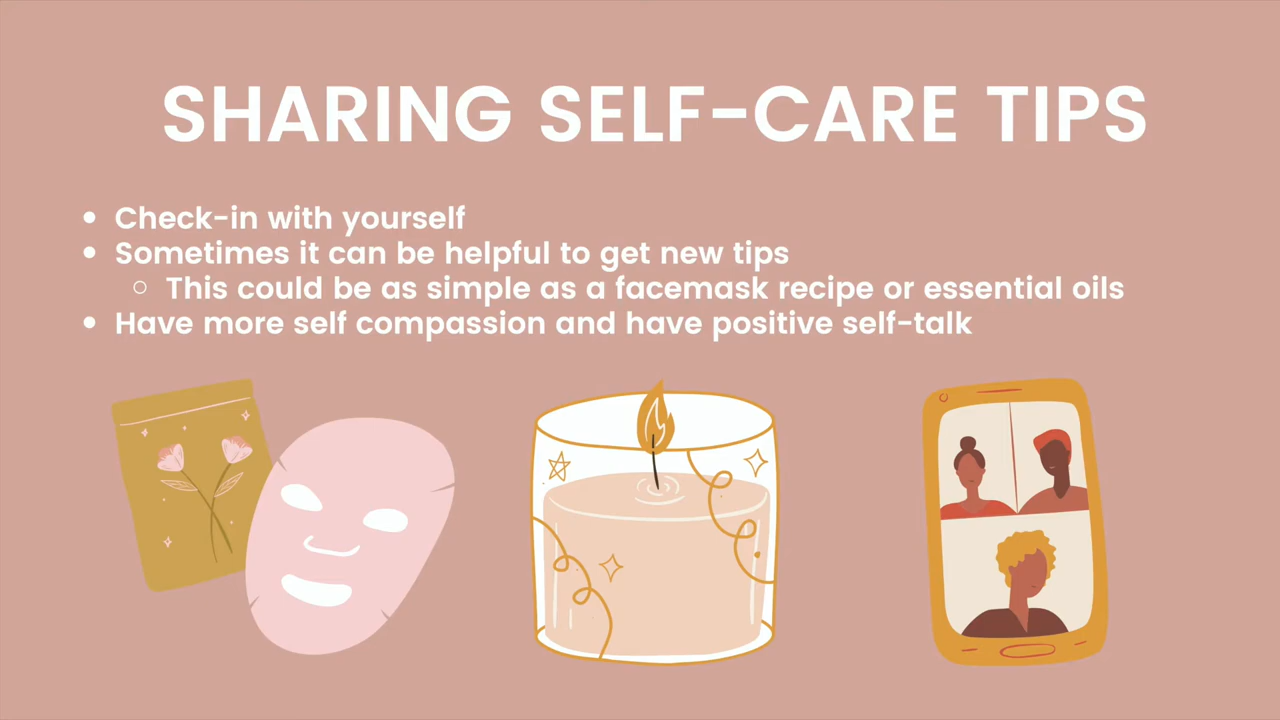 SHARING SELF-CARE TIPS
• Check-in with yourself
• Sometimes it can be helpful to get new tips
○ This could be as simple as a facemask recipe or essential oils
• Have more self compassion and have positive self-talk